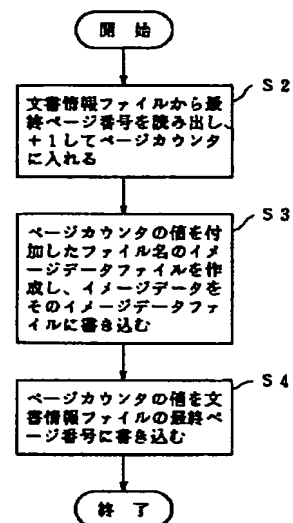 開始
S2
文書情報ファイルから最
終ページ番号を読み出し、
+1してページカウンタ
に入れる
S3
ページカウンタの値を付
加したファイル名のイメ
ージデータファイルを作
成し、イメージデータを
そのイメージデータファ
イルに書き込む
S4
ページカウンタの値を文
書情報ファイルの最終ペ
ージ番号に書き込む
終了